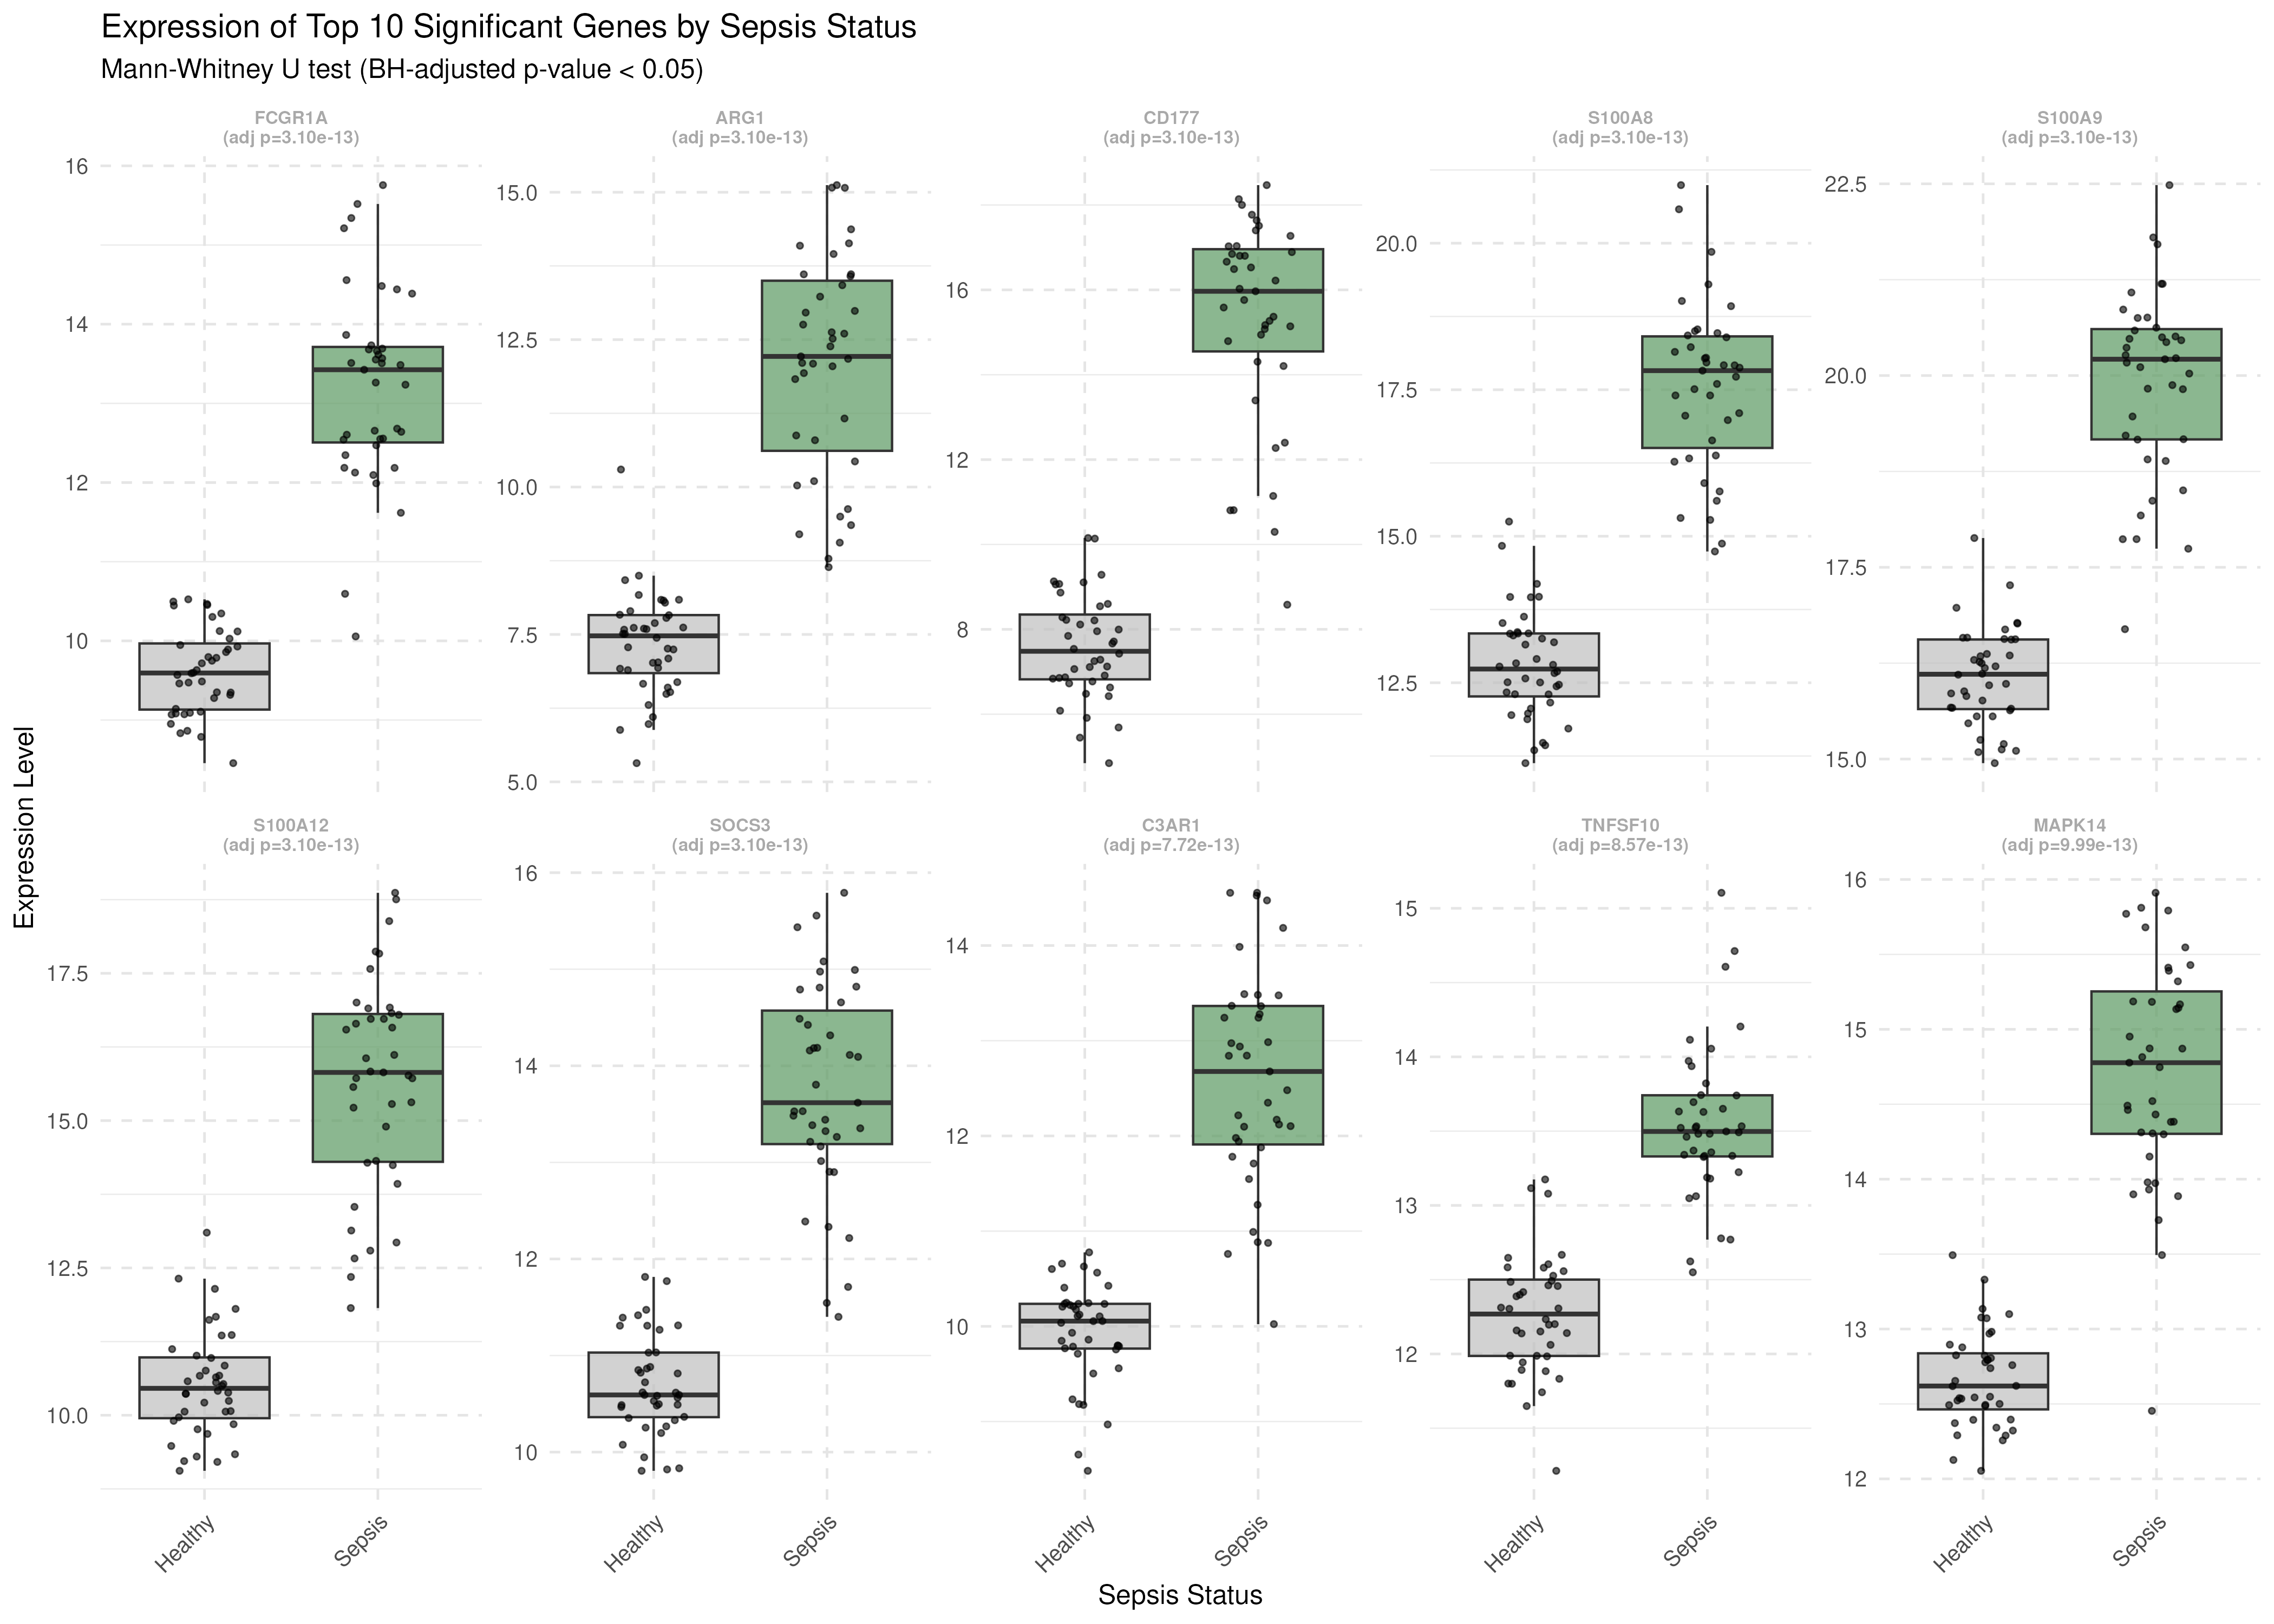 Expression of Top 10 Significant Genes by Sepsis Status
Mann-Whitney U test (BH-adjusted p-value < 0.05)
FCGR1A
(adj p=3.10e-13)
ARG1
(adj p=3.10e-13)
CD177
(adj p=3.10e-13)
S100A8
(adj p=3.10e-13)
S100A9
(adj p=3.10e-13)
16
14
12
10
15.0
12.5
10.0
7.5
5.0
16
12
8
20.0
17.5
15.0
12.5
22.5
20.0
17.5
15.0
Expression Level
S100A12
(adj p=3.10e-13)
SOCS3
(adj p=3.10e-13)
C3AR1
(adj p=7.72e-13)
TNFSF10
(adj p=8.57e-13)
MAPK14
(adj p=9.99e-13)
17.5
15.0
12.5
10.0
16
14
12
10
14
12
10
15
14
13
12
16
15
14
13
12
Healthy
Sepsis
Healthy
Sepsis
Healthy
Sepsis
Healthy
Sepsis
Healthy
Sepsis
Sepsis Status